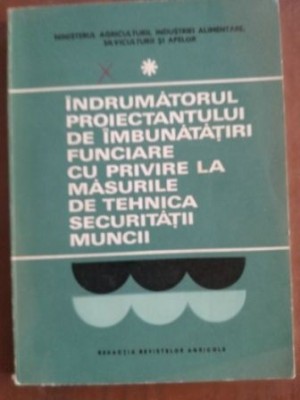 MINISTERUL AGRICULTURII, INDUSTRIEI ALIMENTARE,
SILVICULTURII ȘI APELOR
ÎNDRUMĂTORUL
PROIECTANTULUI
DE ÎMBUNĂTĂȚIRI
FUNCIARE
CU PRIVIRE LA
MĂSURILE
DE TEHNICA
SECURITĂȚII
MUNCII
REDACȚIA REVISTELOR AGRICOLE